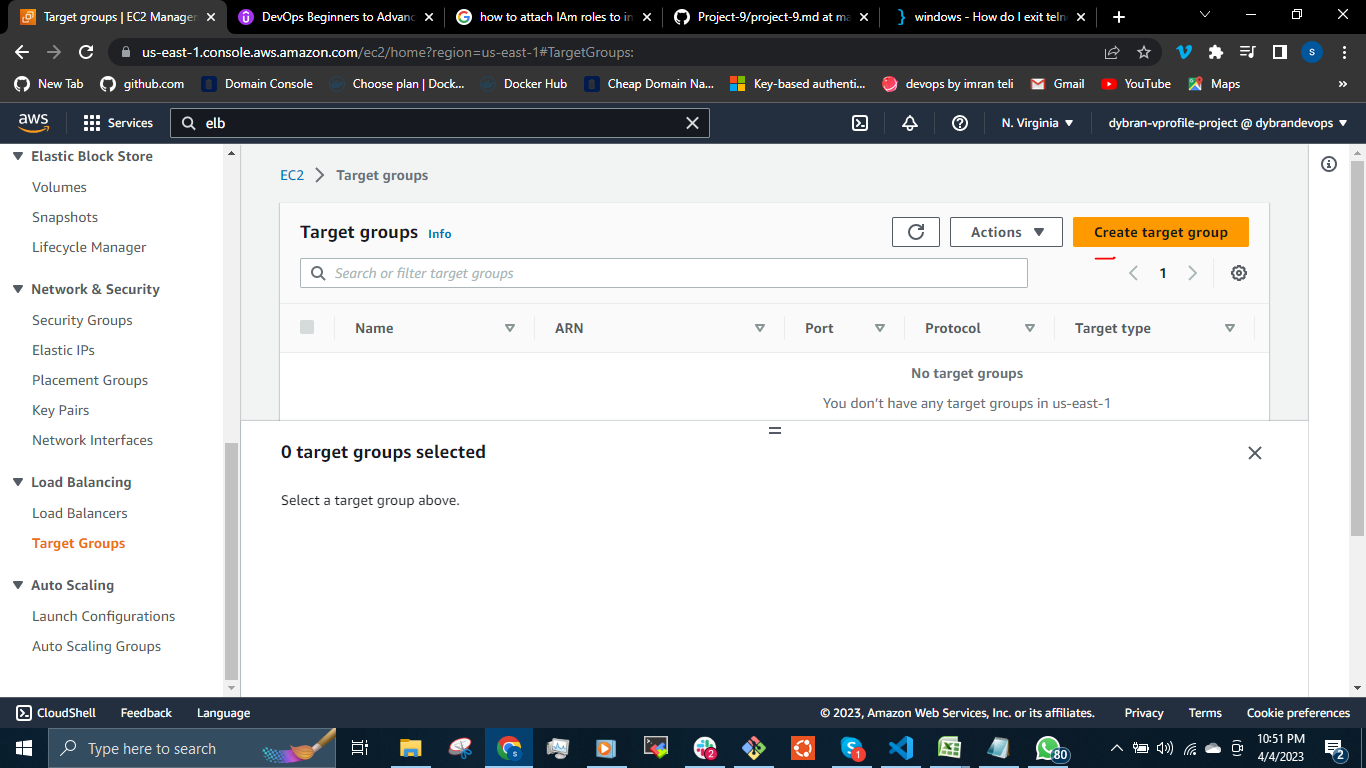 Target groups | EC2 Manager
DevOps Beginners to Advanc
how to attach IAm roles to in
Project-9/project-9.md at ma
windows - How do I exit teln
us-east-1.console.aws.amazon.com/ec2/home?region=us-east-1#TargetGroups:
S
New Tab
github.com
Domain Console
Choose plan | Dock...
Docker Hub
Cheap Domain Na...
Key-based authenti...
devops by imran teli
Gmail
YouTube
Maps
»
aws
Services
elb
N. Virginia
dybran-vprofile-project @ dybrandevops
Elastic Block Store
Volumes
Snapshots
Lifecycle Manager
Network & Security
Security Groups
Elastic IPs
Placement Groups
Key Pairs
Network Interfaces
Load Balancing
Load Balancers
Target Groups
Auto Scaling
Launch Configurations
Auto Scaling Groups
EC2 > Target groups
Target groups Info
Actions
Create target group
Search or filter target groups
1
Name
ARN
Port
Protocol
Target type
No target groups
You don't have any target groups in us-east-1
0 target groups selected
Select a target group above.
CloudShell
Feedback
Language
© 2023, Amazon Web Services, Inc. or its affiliates.
Privacy
Terms
Cookie preferences
Type here to search
2
1
80
10:51 PM
4/4/2023
2